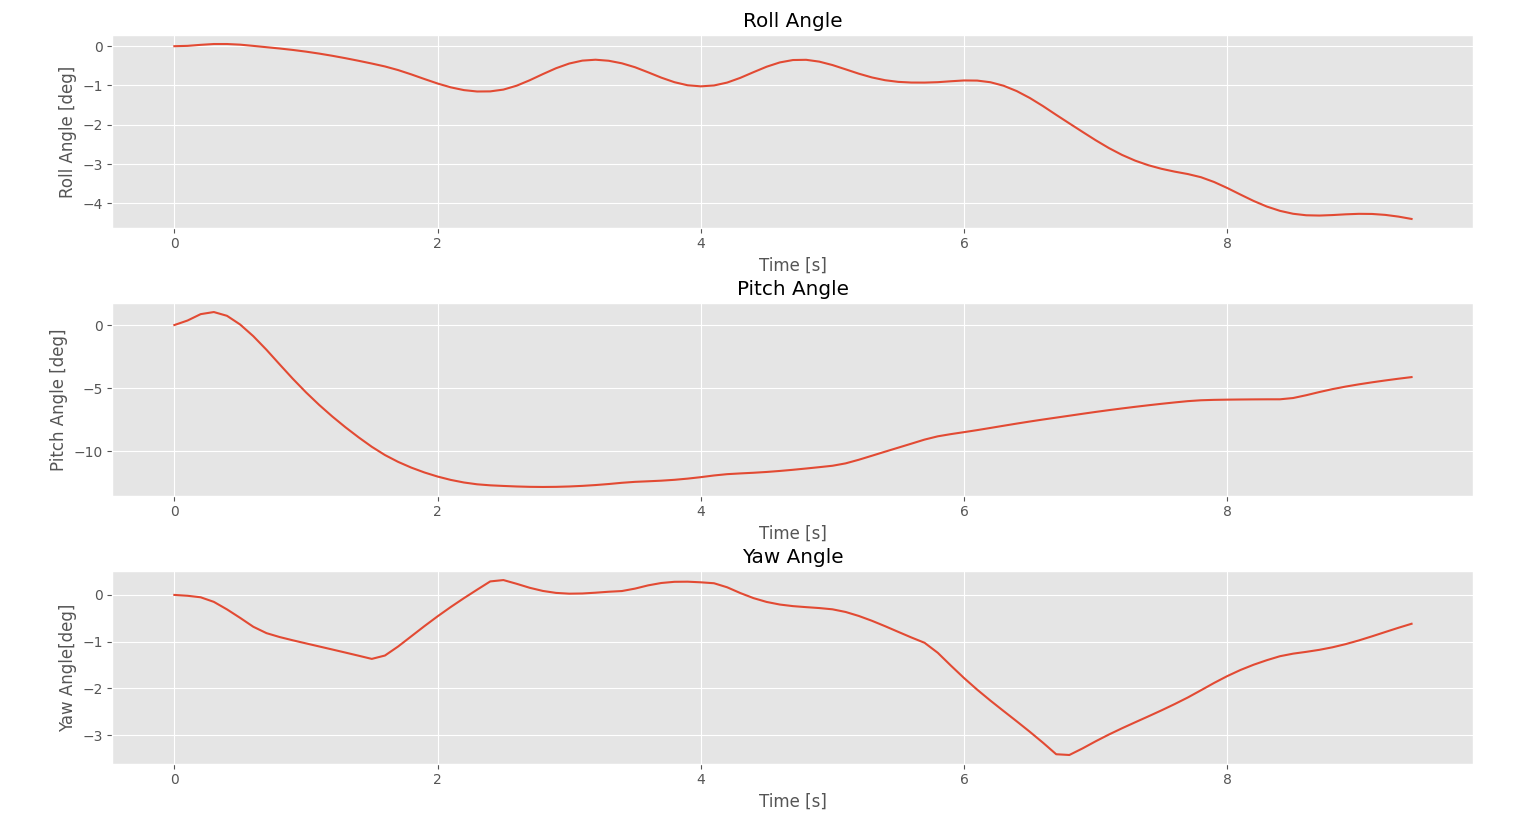 Roll Angle
Roll Angle [deg]
0
−1
−2
−3
−4
0 2 4 6 8
Time [s]
Pitch Angle
Pitch Angle [deg]
0
−5
−10
0 2 4 6 8
Time [s]
Yaw Angle
Yaw Angle[deg]
0
−1
−2
−3
0 2 4 6 8
Time [s]